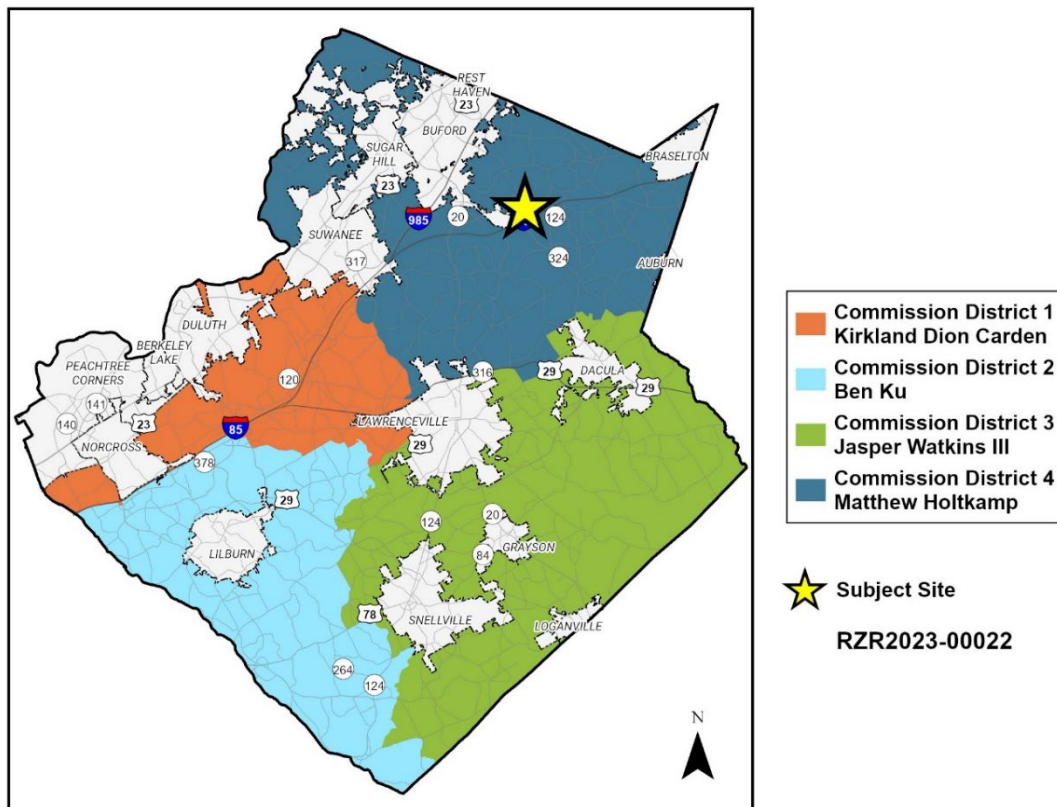 REST
HAVEN
23
BUFORD
SUGAR
HILL
23
BRASELTON
985
20
124
SUWANEE
317
324
AUBURN
DULUTH
BERKELEY
LAKE
PEACHTREE
CORNERS
120
316
29
DACULA
29
141
140
23
NORCROSS
85
LAWRENCEVILLE
29
378
29
LILBURN
124
20
84
GRAYSON
78
SNELLVILLE
LOGANVILLE
264
124
N
Commission District 1
Kirkland Dion Carden
Commission District 2
Ben Ku
Commission District 3
Jasper Watkins III
Commission District 4
Matthew Holtkamp
Subject Site
RZR2023-00022